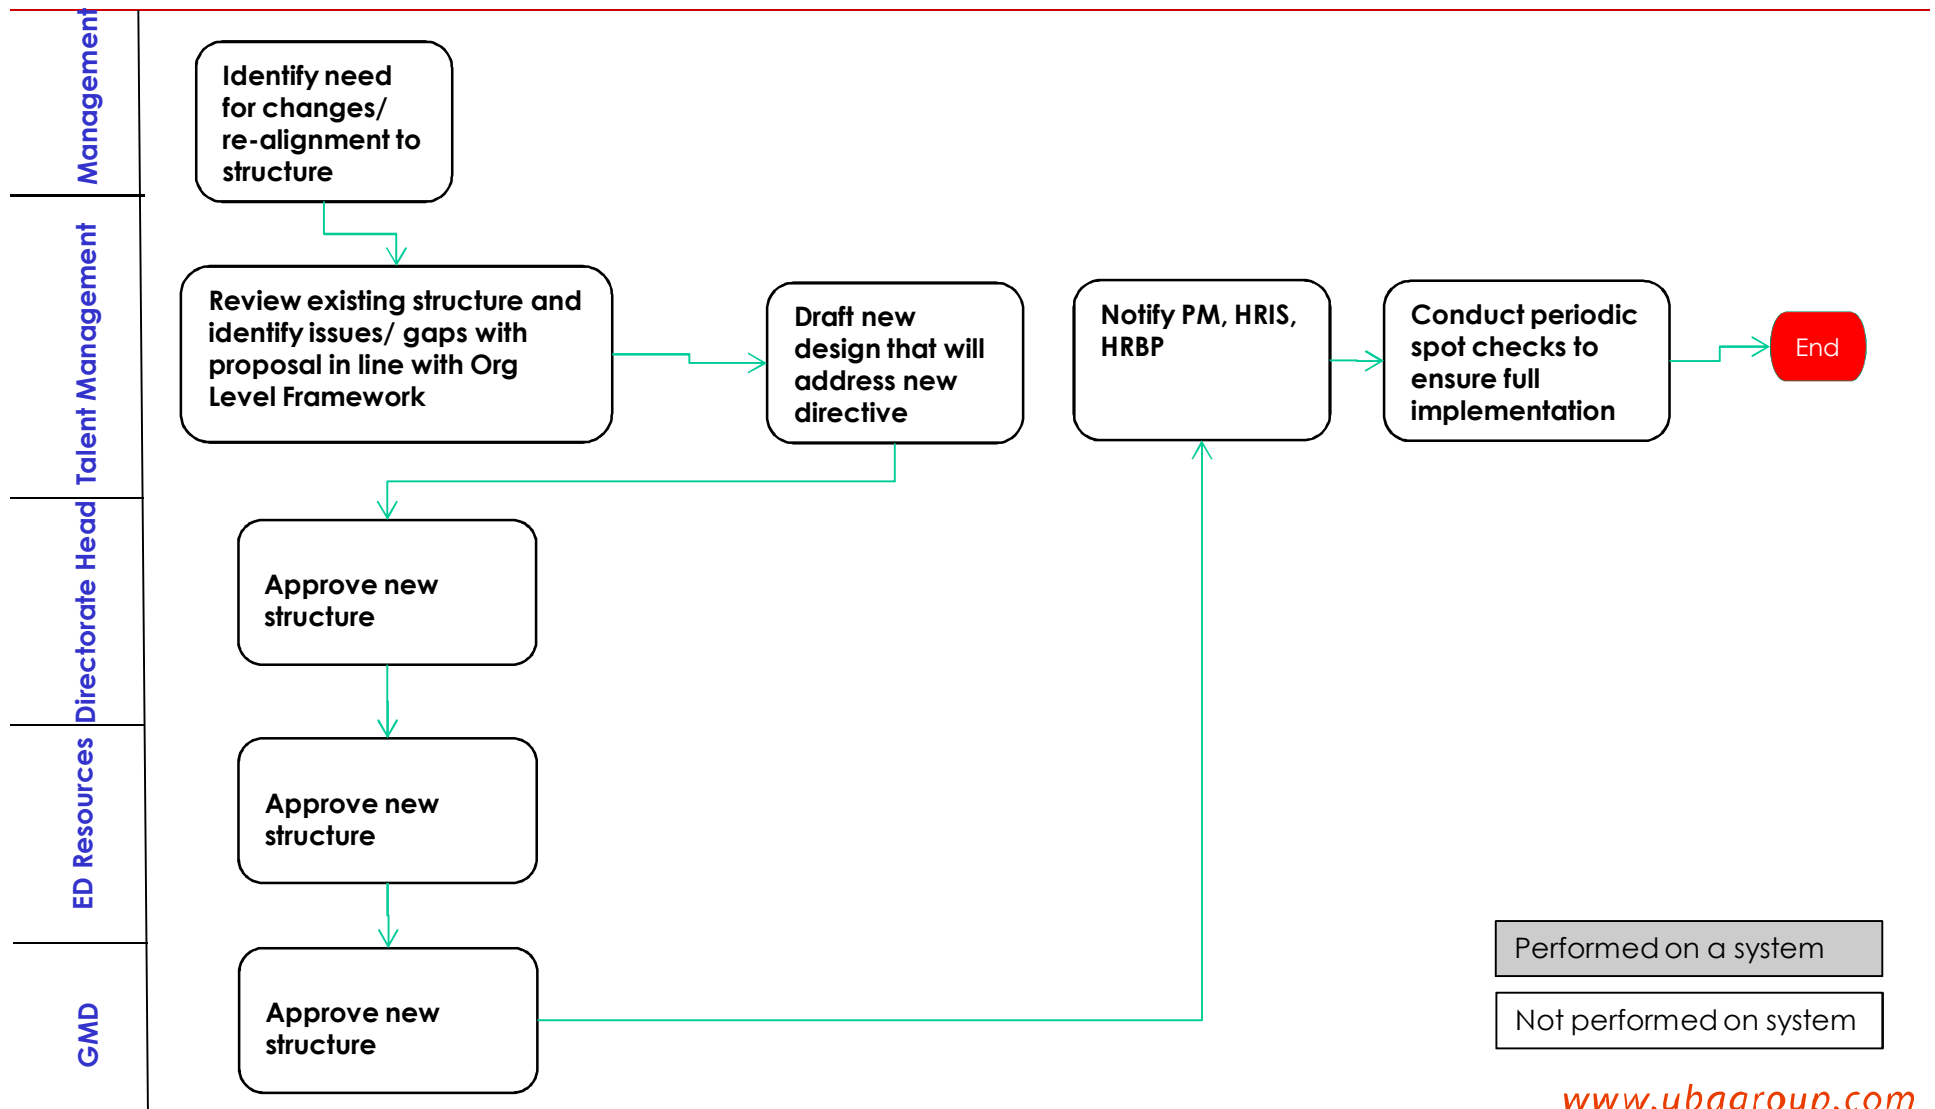 Management
Identify need
for changes/
re-alignment to
structure
Talent Management
Review existing structure and
identify issues/ gaps with
proposal in line with Org
Level Framework
Draft new
design that will
address new
directive
Notify PM, HRIS,
HRBP
Conduct periodic
spot checks to
ensure full
implementation
End
Directorate Head
Approve new
structure
ED Resources
Approve new
structure
GMD
Approve new
structure
Performed on a system
Not performed on system
www.ubagroup.com